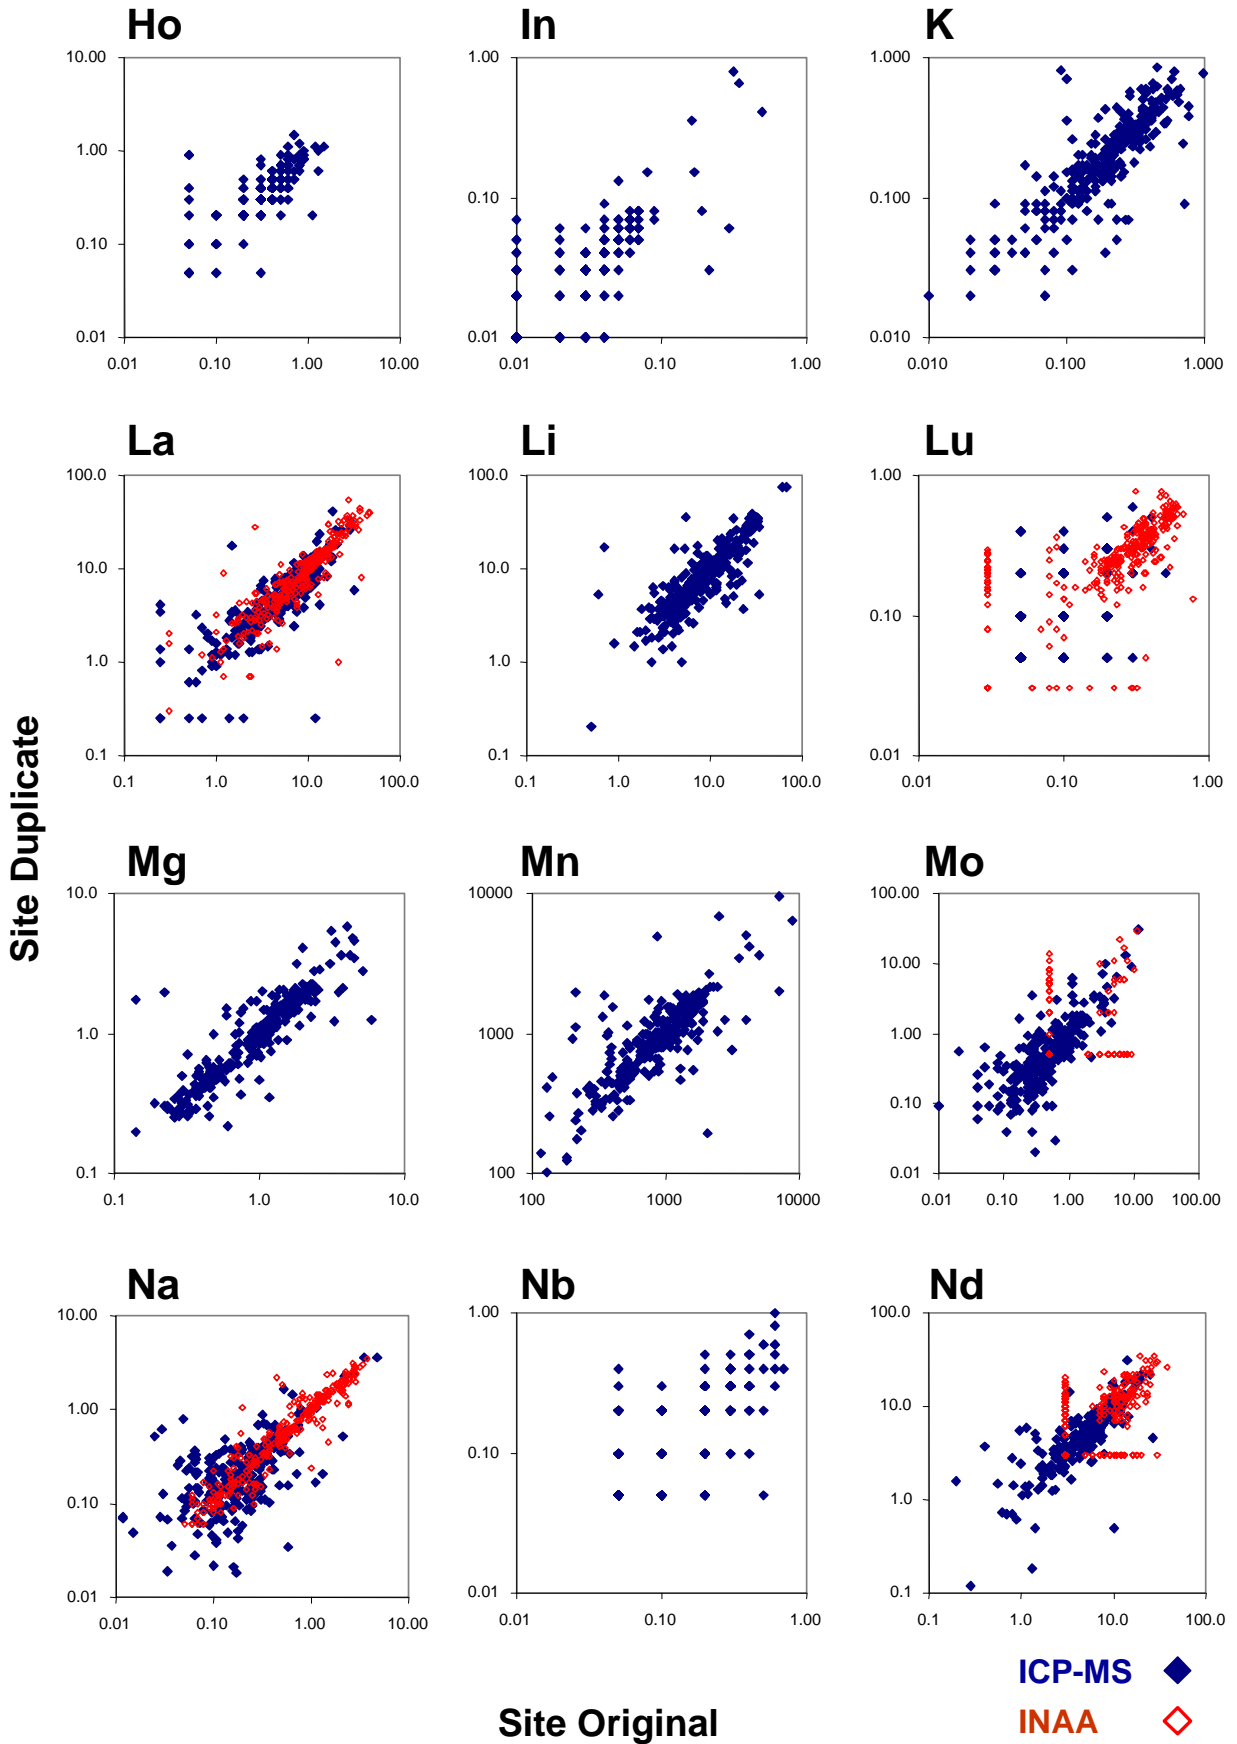 Ho In K
10.00 1.00 1.000
1.00
0.10 0.10 0.100
0.01 0.01 0.010
0.01 0.10 1.00 10.00 0.01 0.10 1.00 0.010 0.100 1.000
La Li Lu
100.0 100.0 1.00
10.0 10.0
0.10
1.0 1.0
0.1 0.1 0.01
0.1 1.0 10.0 100.0 0.1 1.0 10.0 100.0 0.01 0.10 1.00
Site Duplicate
Mg Mn Mo
10.0 10000 100.00
10.00
1.0 1000 1.00
0.10
0.1 100 0.01
0.1 1.0 10.0 100 1000 10000 0.01 0.10 1.00 10.00 100.00
Na Nb Nd
10.00 1.00 100.0
1.00 10.0
0.10
0.10 1.0
0.01 0.01 0.1
0.01 0.10 1.00 10.00 0.01 0.10 1.00 0.1 1.0 10.0 100.0
ICP-MS
Site Original
INAA